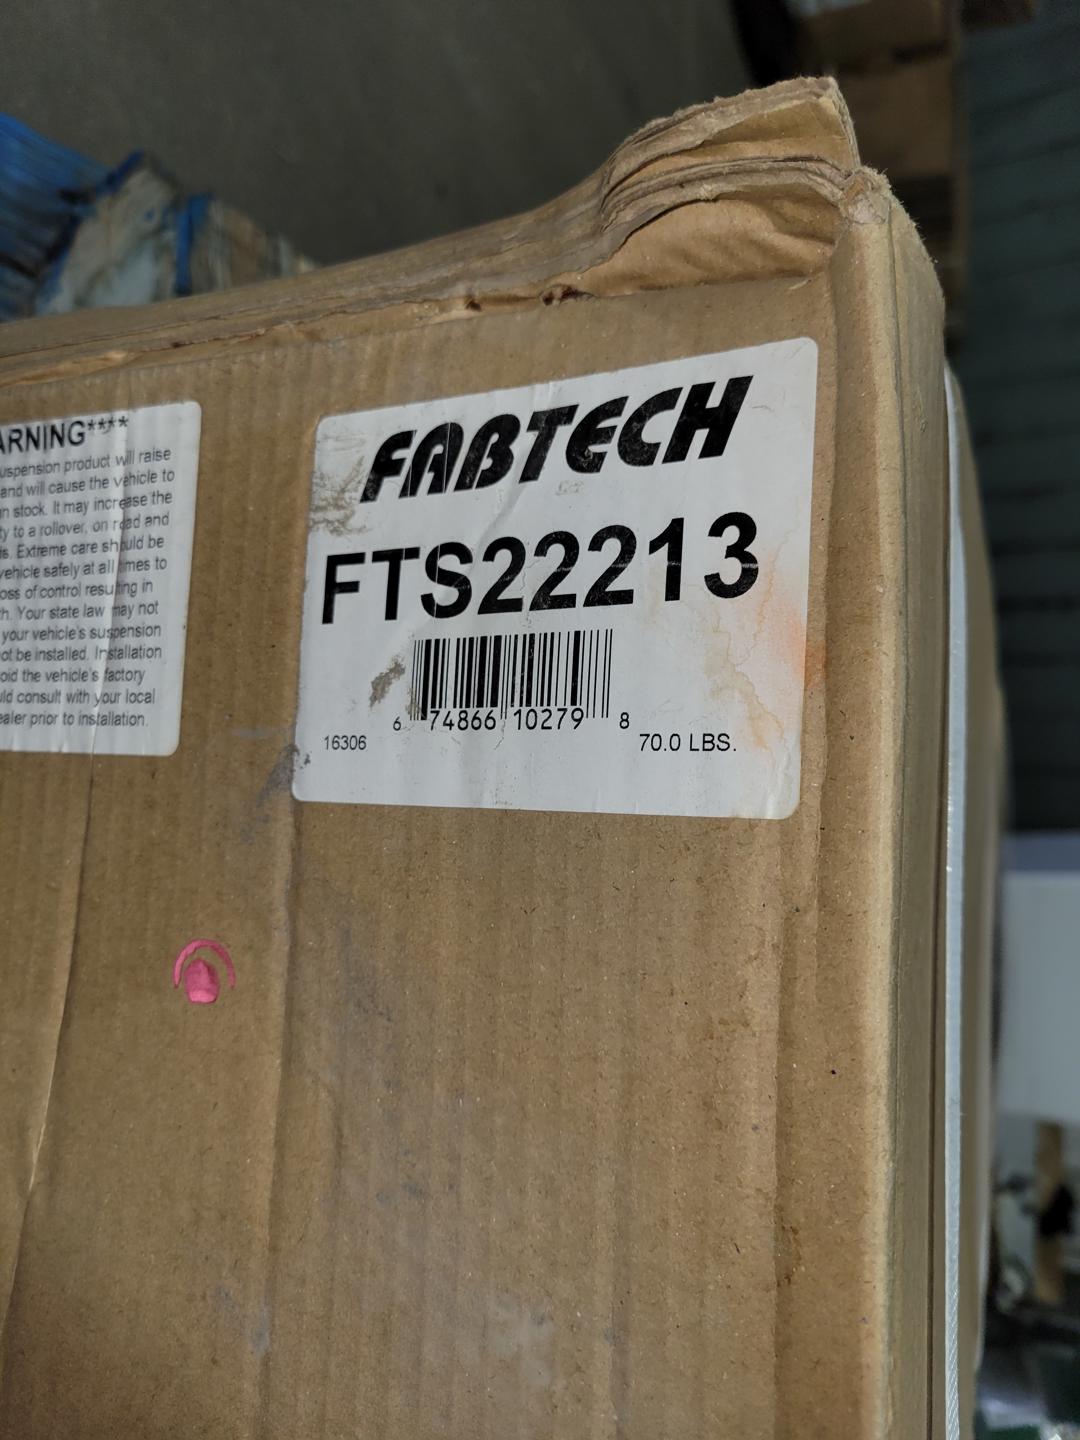 ARNING****
uspension product will raise
and will cause the vehicle to
n stock. It may increase the
ty to a rollover, on road and
s. Extreme care should be
vehicle safely at all times to
oss of control resulting in
h. Your state law may not
your vehicle's suspension
ot be installed. Installation
oid the vehicle's factory
uld consult with your local
ealer prior to installation.
FABTECH
FTS22213
6 74866 10279 8
16306 70.0 LBS.